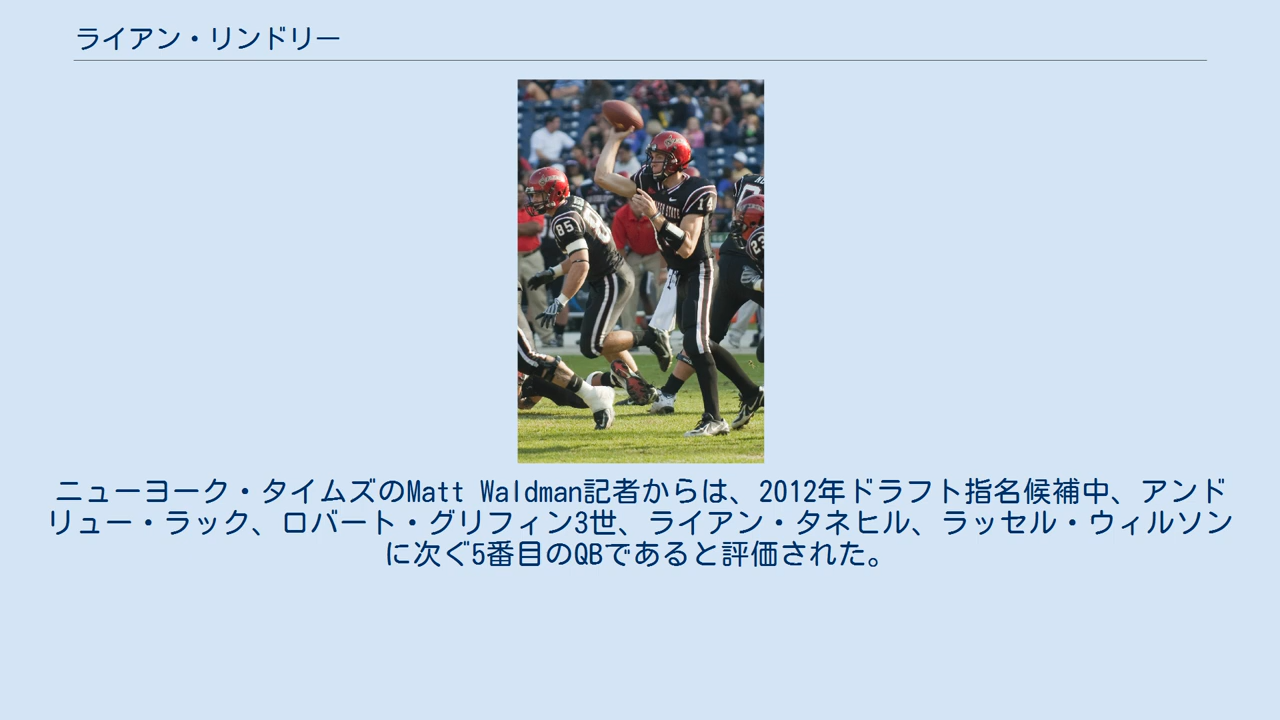 ライアン・リンドリー
14
85
23
ニューヨーク・タイムズのMatt Waldman記者からは、2012年ドラフト指名候補中、アンド
リュー・ラック、ロバート・グリフィン3世、ライアン・タネヒル、ラッセル・ウィルソン
に次ぐ5番目のQBであると評価された。